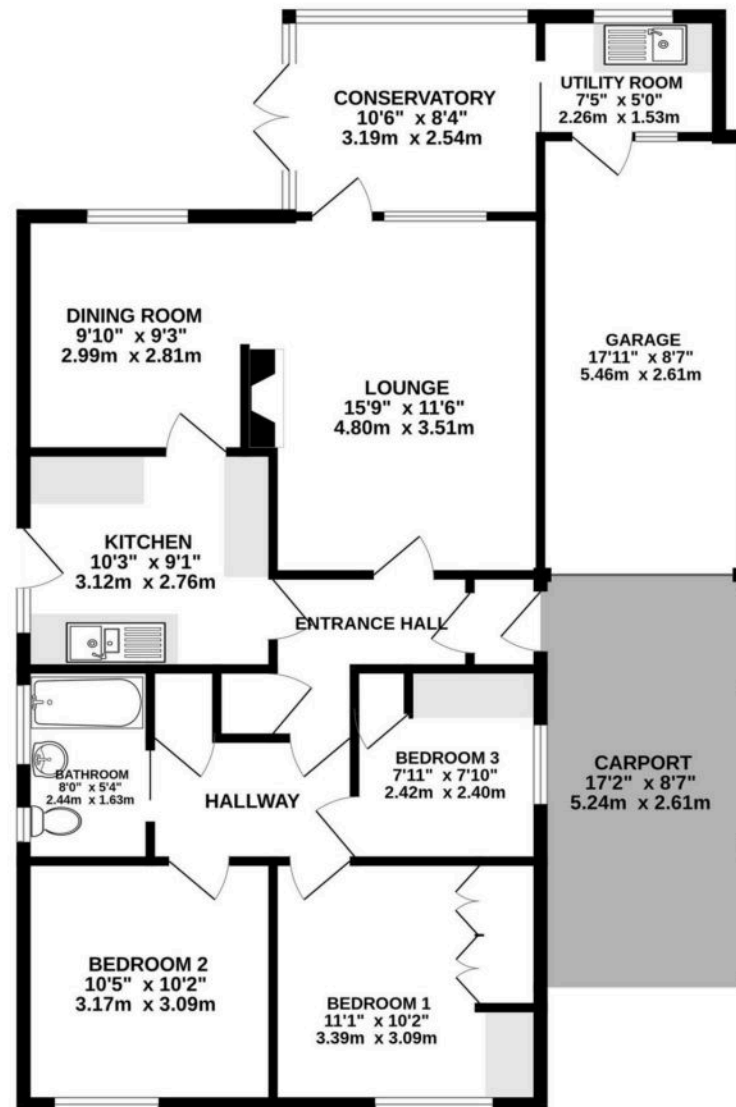 CONSERVATORY
10'6" x 8'4"
3.19m x 2.54m
UTILITY ROOM
7'5" x 5'0"
2.26m x 1.53m
DINING ROOM
9'10" x 9'3"
2.99m x 2.81m
LOUNGE
15'9" x 11'6"
4.80m x 3.51m
GARAGE
17'11" x 8'7"
5.46m x 2.61m
KITCHEN
10'3" x 9'1"
3.12m x 2.76m
ENTRANCE HALL
BATHROOM
8'0" x 5'4"
2.44m x 1.63m
HALLWAY
BEDROOM 3
7'11" x 7'10"
2.42m x 2.40m
CARPORT
17'2" x 8'7"
5.24m x 2.61m
BEDROOM 2
10'5" x 10'2"
3.17m x 3.09m
BEDROOM 1
11'1" x 10'2"
3.39m x 3.09m